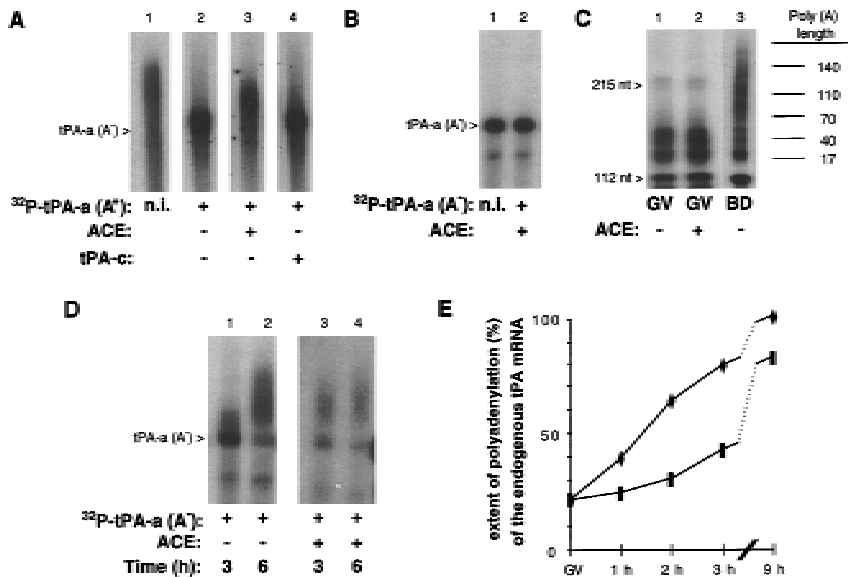 A
1 2 3 4
tPA-a (A⁻) >
³²P-tPA-a (A⁺): n.i. + + +
ACE: - + -
tPA-c: - - +
B
1 2
tPA-a (A⁻) >
³²P-tPA-a (A⁻): n.i. +
ACE: +
C
1 2 3
Poly (A)
length
215 nt >
112 nt >
140
110
70
40
17
GV GV BD
ACE: - + -
D
1 2 3 4
tPA-a (A⁻) >
³²P-tPA-a (A⁻): + + + +
ACE: - - + +
Time (h): 3 6 3 6
E
extent of polyadenylation (%)
of the endogenous tPA mRNA
100
50
0
GV 1 h 2 h 3 h 9 h